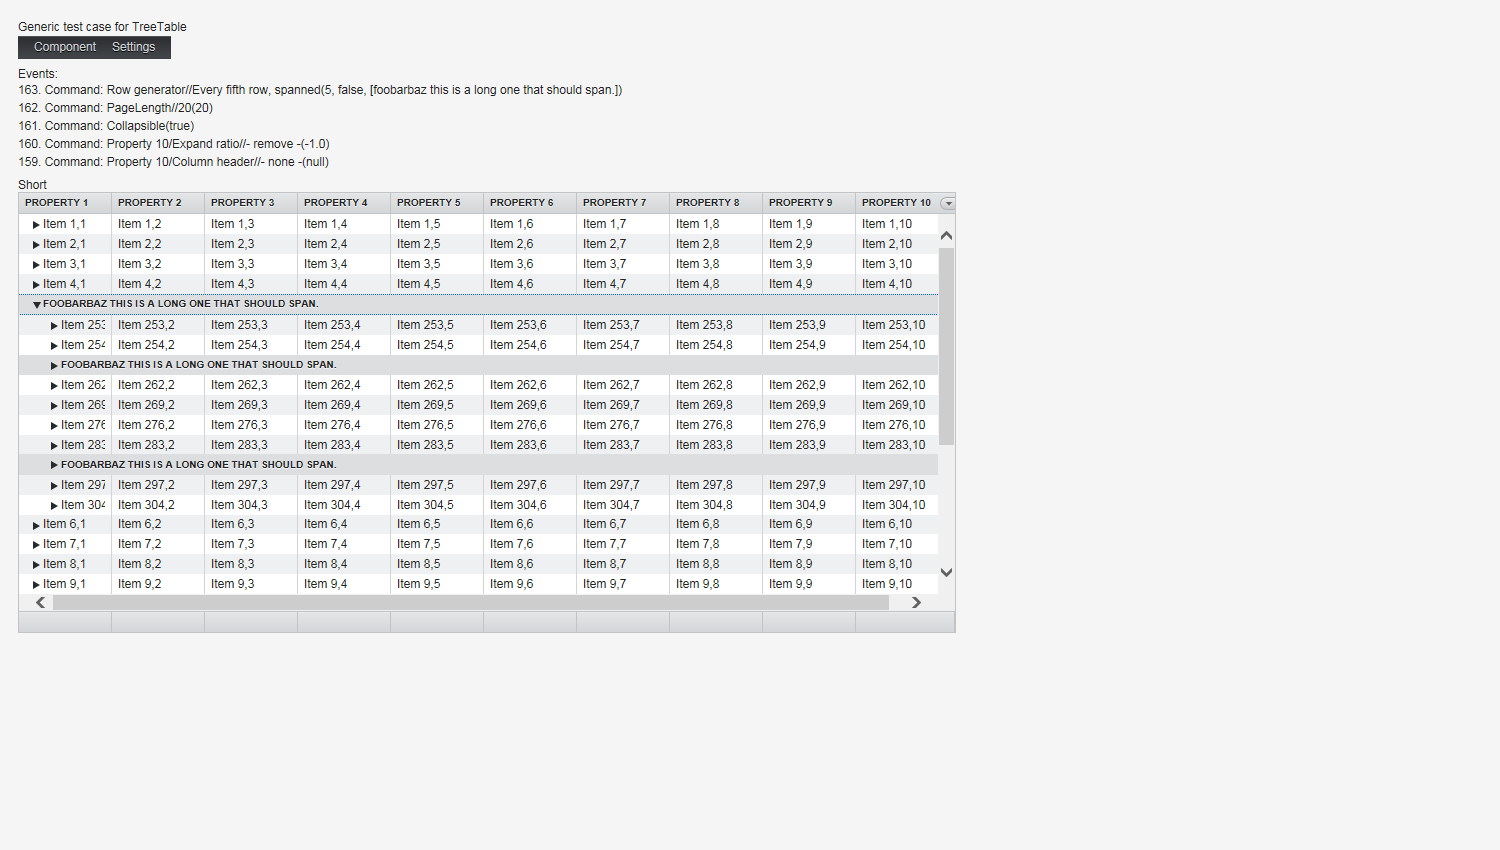 Generic test case for TreeTable
Component Settings
Events:
163. Command: Row generator//Every fifth row, spanned(5, false, [foobarbaz this is a long one that should span.])
162. Command: PageLength//20(20)
161. Command: Collapsible(true)
160. Command: Property 10/Expand ratio//- remove -(-1.0)
159. Command: Property 10/Column header//- none -(null)
Short
PROPERTY 1 PROPERTY 2 PROPERTY 3 PROPERTY 4 PROPERTY 5 PROPERTY 6 PROPERTY 7 PROPERTY 8 PROPERTY 9 PROPERTY 10
Item 1,1 Item 1,2 Item 1,3 Item 1,4 Item 1,5 Item 1,6 Item 1,7 Item 1,8 Item 1,9 Item 1,10
Item 2,1 Item 2,2 Item 2,3 Item 2,4 Item 2,5 Item 2,6 Item 2,7 Item 2,8 Item 2,9 Item 2,10
Item 3,1 Item 3,2 Item 3,3 Item 3,4 Item 3,5 Item 3,6 Item 3,7 Item 3,8 Item 3,9 Item 3,10
Item 4,1 Item 4,2 Item 4,3 Item 4,4 Item 4,5 Item 4,6 Item 4,7 Item 4,8 Item 4,9 Item 4,10
FOOBARBAZ THIS IS A LONG ONE THAT SHOULD SPAN.
Item 253 Item 253,2 Item 253,3 Item 253,4 Item 253,5 Item 253,6 Item 253,7 Item 253,8 Item 253,9 Item 253,10
Item 254 Item 254,2 Item 254,3 Item 254,4 Item 254,5 Item 254,6 Item 254,7 Item 254,8 Item 254,9 Item 254,10
FOOBARBAZ THIS IS A LONG ONE THAT SHOULD SPAN.
Item 262 Item 262,2 Item 262,3 Item 262,4 Item 262,5 Item 262,6 Item 262,7 Item 262,8 Item 262,9 Item 262,10
Item 269 Item 269,2 Item 269,3 Item 269,4 Item 269,5 Item 269,6 Item 269,7 Item 269,8 Item 269,9 Item 269,10
Item 276 Item 276,2 Item 276,3 Item 276,4 Item 276,5 Item 276,6 Item 276,7 Item 276,8 Item 276,9 Item 276,10
Item 283 Item 283,2 Item 283,3 Item 283,4 Item 283,5 Item 283,6 Item 283,7 Item 283,8 Item 283,9 Item 283,10
FOOBARBAZ THIS IS A LONG ONE THAT SHOULD SPAN.
Item 297 Item 297,2 Item 297,3 Item 297,4 Item 297,5 Item 297,6 Item 297,7 Item 297,8 Item 297,9 Item 297,10
Item 304 Item 304,2 Item 304,3 Item 304,4 Item 304,5 Item 304,6 Item 304,7 Item 304,8 Item 304,9 Item 304,10
Item 6,1 Item 6,2 Item 6,3 Item 6,4 Item 6,5 Item 6,6 Item 6,7 Item 6,8 Item 6,9 Item 6,10
Item 7,1 Item 7,2 Item 7,3 Item 7,4 Item 7,5 Item 7,6 Item 7,7 Item 7,8 Item 7,9 Item 7,10
Item 8,1 Item 8,2 Item 8,3 Item 8,4 Item 8,5 Item 8,6 Item 8,7 Item 8,8 Item 8,9 Item 8,10
Item 9,1 Item 9,2 Item 9,3 Item 9,4 Item 9,5 Item 9,6 Item 9,7 Item 9,8 Item 9,9 Item 9,10